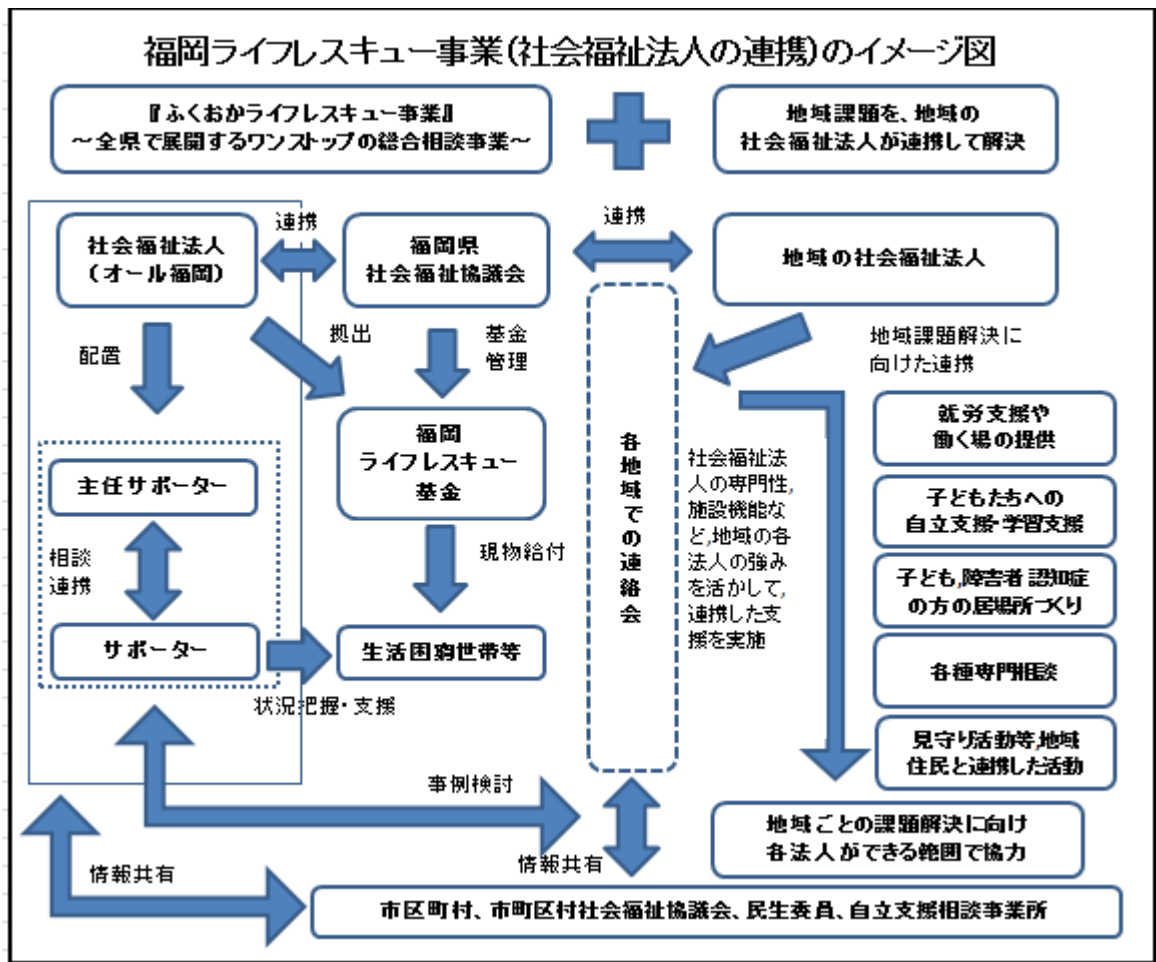 福岡ライフレスキュー事業(社会福祉法人の連携)のイメージ図
『ふくおかライフレスキュー事業』
～全県で展開するワンストップの総合相談事業～
地域課題を、地域の
社会福祉法人が連携して解決
社会福祉法人
(オール福岡)
連携
福岡県
社会福祉協議会
連携
地域の社会福祉法人
配置
拠出
基金
管理
地域課題解決に
向けた連携
福岡
ライフレスキュー
基金
主任サポーター
相談
連携
サポーター
現物給付
生活困窮世帯等
状況把握・支援
各地域での連絡会
社会福祉法
人の専門性,
施設機能な
ど,地域の各
法人の強み
を活かして,
連携した支
援を実施
就労支援や
働く場の提供
子どもたちへの
自立支援・学習支援
子ども,障害者 認知症
の方の居場所づくり
各種専門相談
見守り活動等,地域
住民と連携した活動
事例検討
地域ごとの課題解決に向け
各法人ができる範囲で協力
情報共有
情報共有
市区町村、市町区村社会福祉協議会、民生委員、自立支援相談事業所